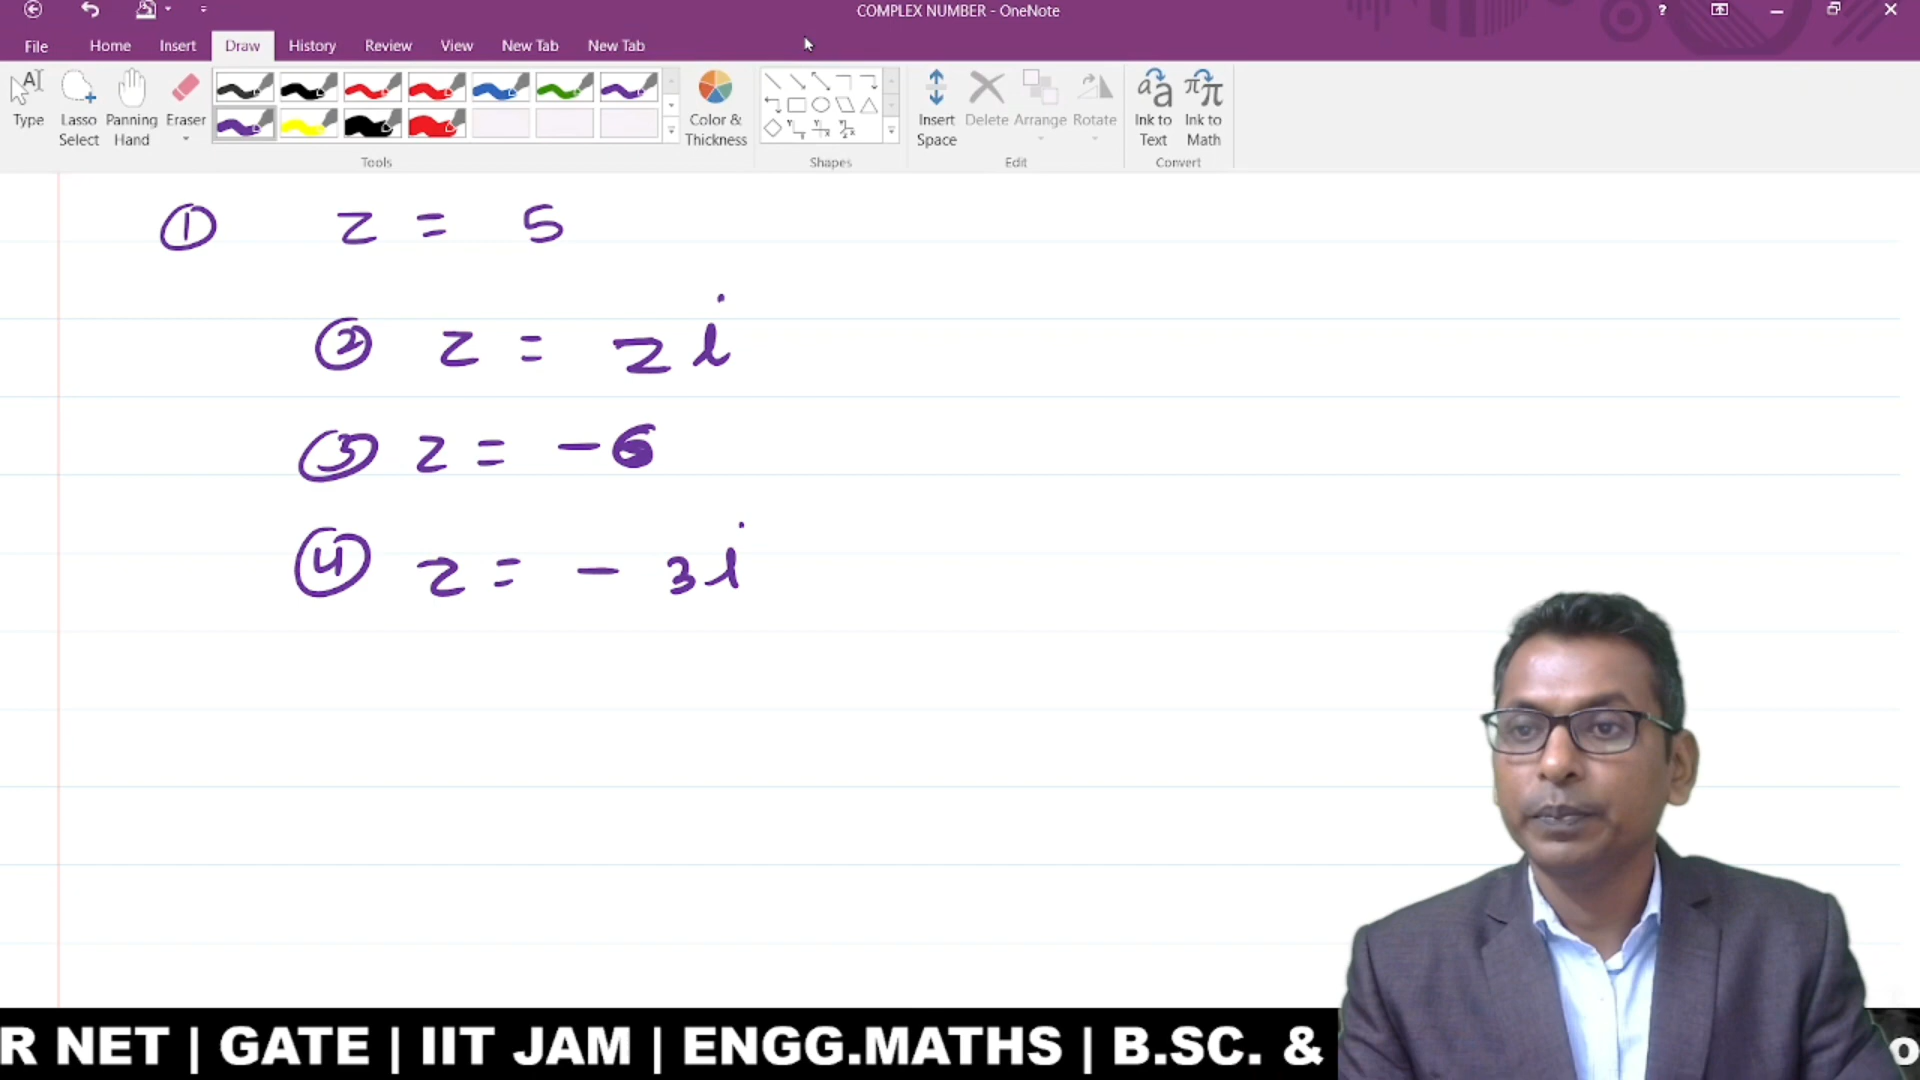 COMPLEX NUMBER - OneNote
?
File Home Insert Draw History Review View New Tab New Tab
Type Lasso Select Panning Hand Eraser Color & Thickness Insert Space Delete Arrange Rotate Ink to Text Ink to Math
Tools Shapes Edit Convert
① z = 5
② z = 2i
③ z = -6
④ z = - 3i
R NET | GATE | IIT JAM | ENGG.MATHS | B.SC. &